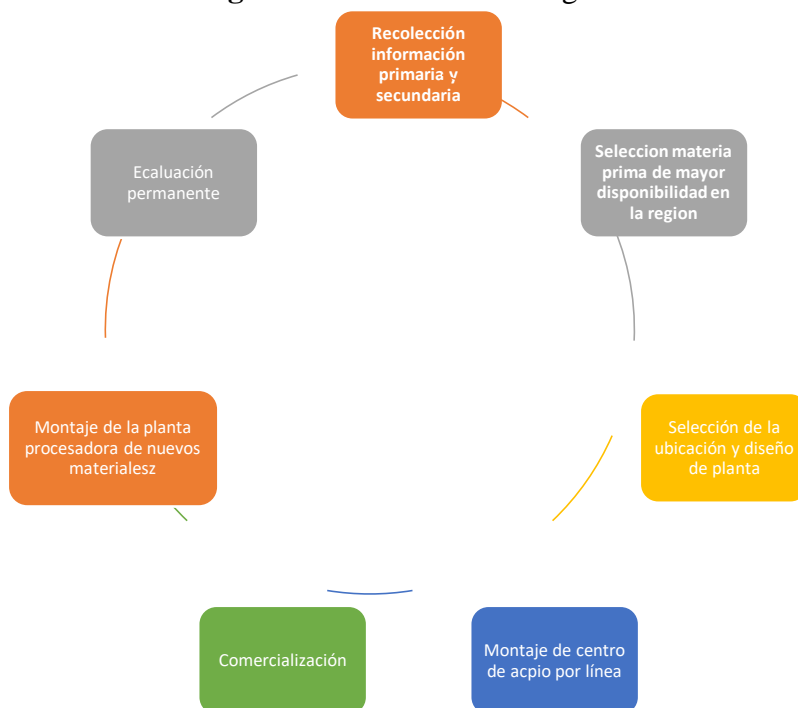 Recolección
información
primaria y
secundaria
Seleccion materia
prima de mayor
disponibilidad en
la region
Selección de la
ubicación y diseño
de planta
Montaje de centro
de acpio por línea
Comercialización
Montaje de la planta
procesadora de nuevos
materialesz
Ecaluación
permanente